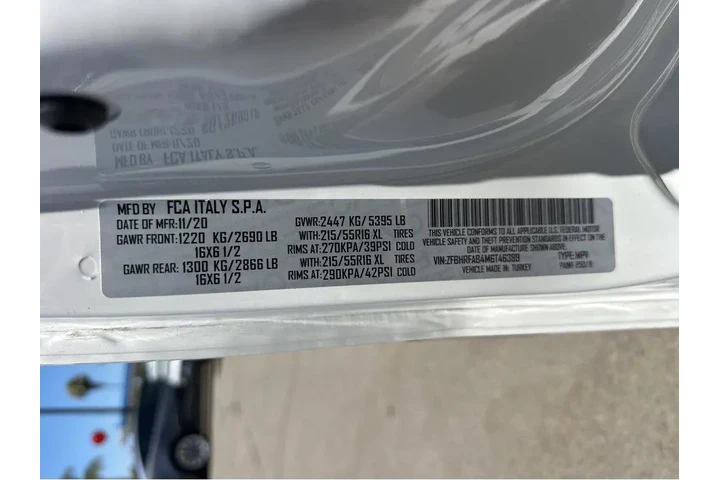 MFD BY FCA ITALY S.P.A.
DATE OF MFR:11/20 GVWR:2447 KG/5395 LB
GAWR FRONT:1220 KG/2690 LB WITH:215/55R16 XL TIRES
16X6 1/2 RIMS AT:270KPA/39PSI COLD
GAWR REAR:1300 KG/2866 LB WITH:215/55R16 XL TIRES
16X6 1/2 RIMS AT:290KPA/42PSI COLD
THIS VEHICLE CONFORMS TO ALL APPLICABLE U.S. FEDERAL MOTOR
VEHICLE SAFETY STANDARDS IN EFFECT ON THE
DATE OF MANUFACTURE SHOWN ABOVE.
VIN:ZFBHRFAB4M6T46389 TYPE:MPV
VEHICLE MADE IN: TURKEY PAINT: